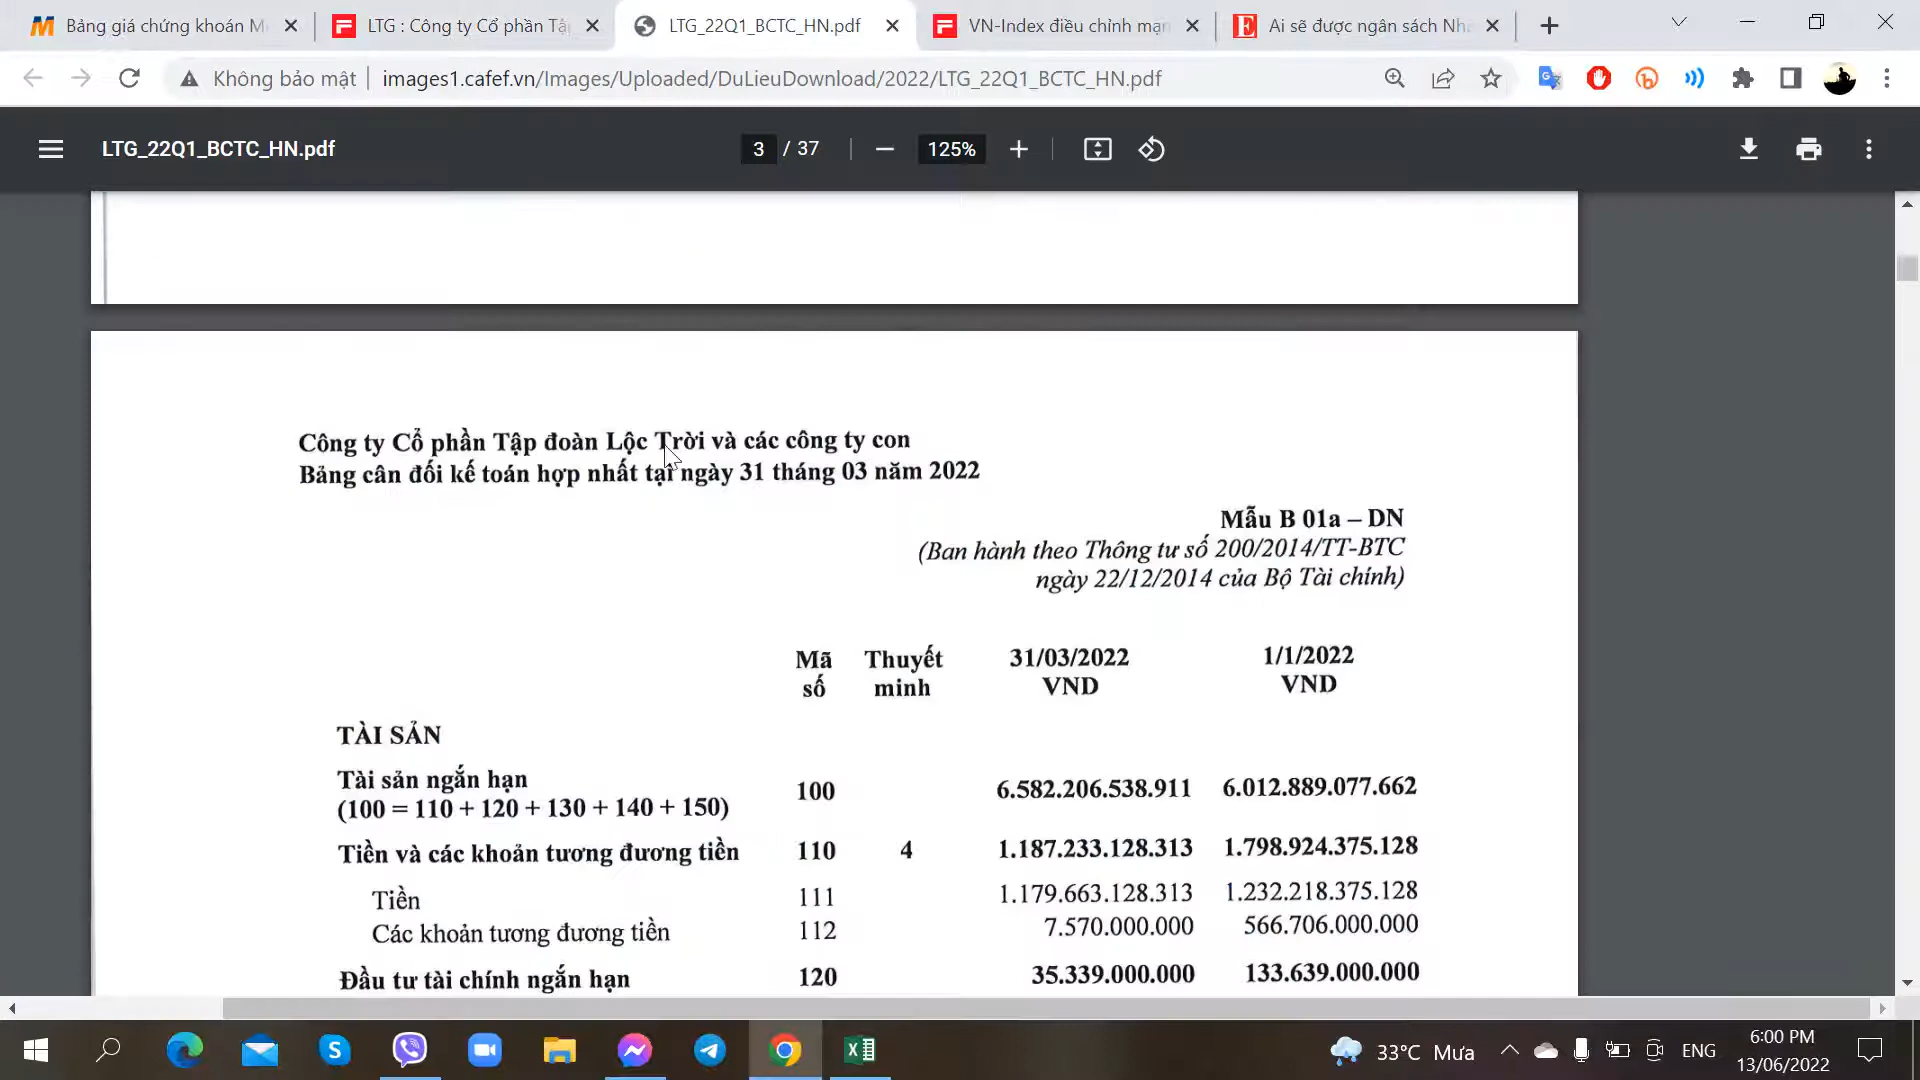 Bảng giá chứng khoán M
LTG : Công ty Cổ phần Tậ
LTG_22Q1_BCTC_HN.pdf
VN-Index điều chỉnh mạn
Ai sẽ được ngân sách Nh
Không bảo mật
images1.cafef.vn/Images/Uploaded/DuLieuDownload/2022/LTG_22Q1_BCTC_HN.pdf
LTG_22Q1_BCTC_HN.pdf
3 / 37
125%
Công ty Cổ phần Tập đoàn Lộc Trời và các công ty con
Bảng cân đối kế toán hợp nhất tại ngày 31 tháng 03 năm 2022
Mẫu B 01a – DN
(Ban hành theo Thông tư số 200/2014/TT-BTC
ngày 22/12/2014 của Bộ Tài chính)
Mã số Thuyết minh 31/03/2022 VND 1/1/2022 VND
TÀI SẢN
Tài sản ngắn hạn
(100 = 110 + 120 + 130 + 140 + 150) 100 6.582.206.538.911 6.012.889.077.662
Tiền và các khoản tương đương tiền 110 4 1.187.233.128.313 1.798.924.375.128
Tiền 111 1.179.663.128.313 1.232.218.375.128
Các khoản tương đương tiền 112 7.570.000.000 566.706.000.000
Đầu tư tài chính ngắn hạn 120 35.339.000.000 133.639.000.000
33°C Mưa
ENG
6:00 PM
13/06/2022